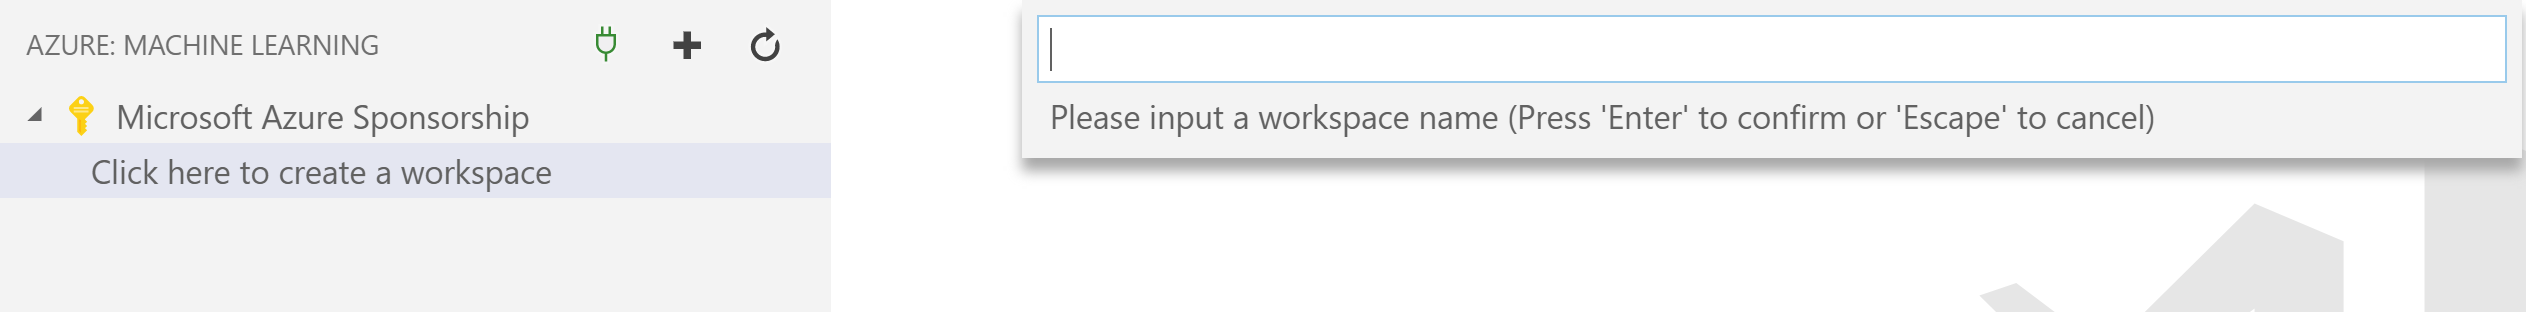 AZURE: MACHINE LEARNING
Microsoft Azure Sponsorship
Click here to create a workspace
Please input a workspace name (Press 'Enter' to confirm or 'Escape' to cancel)